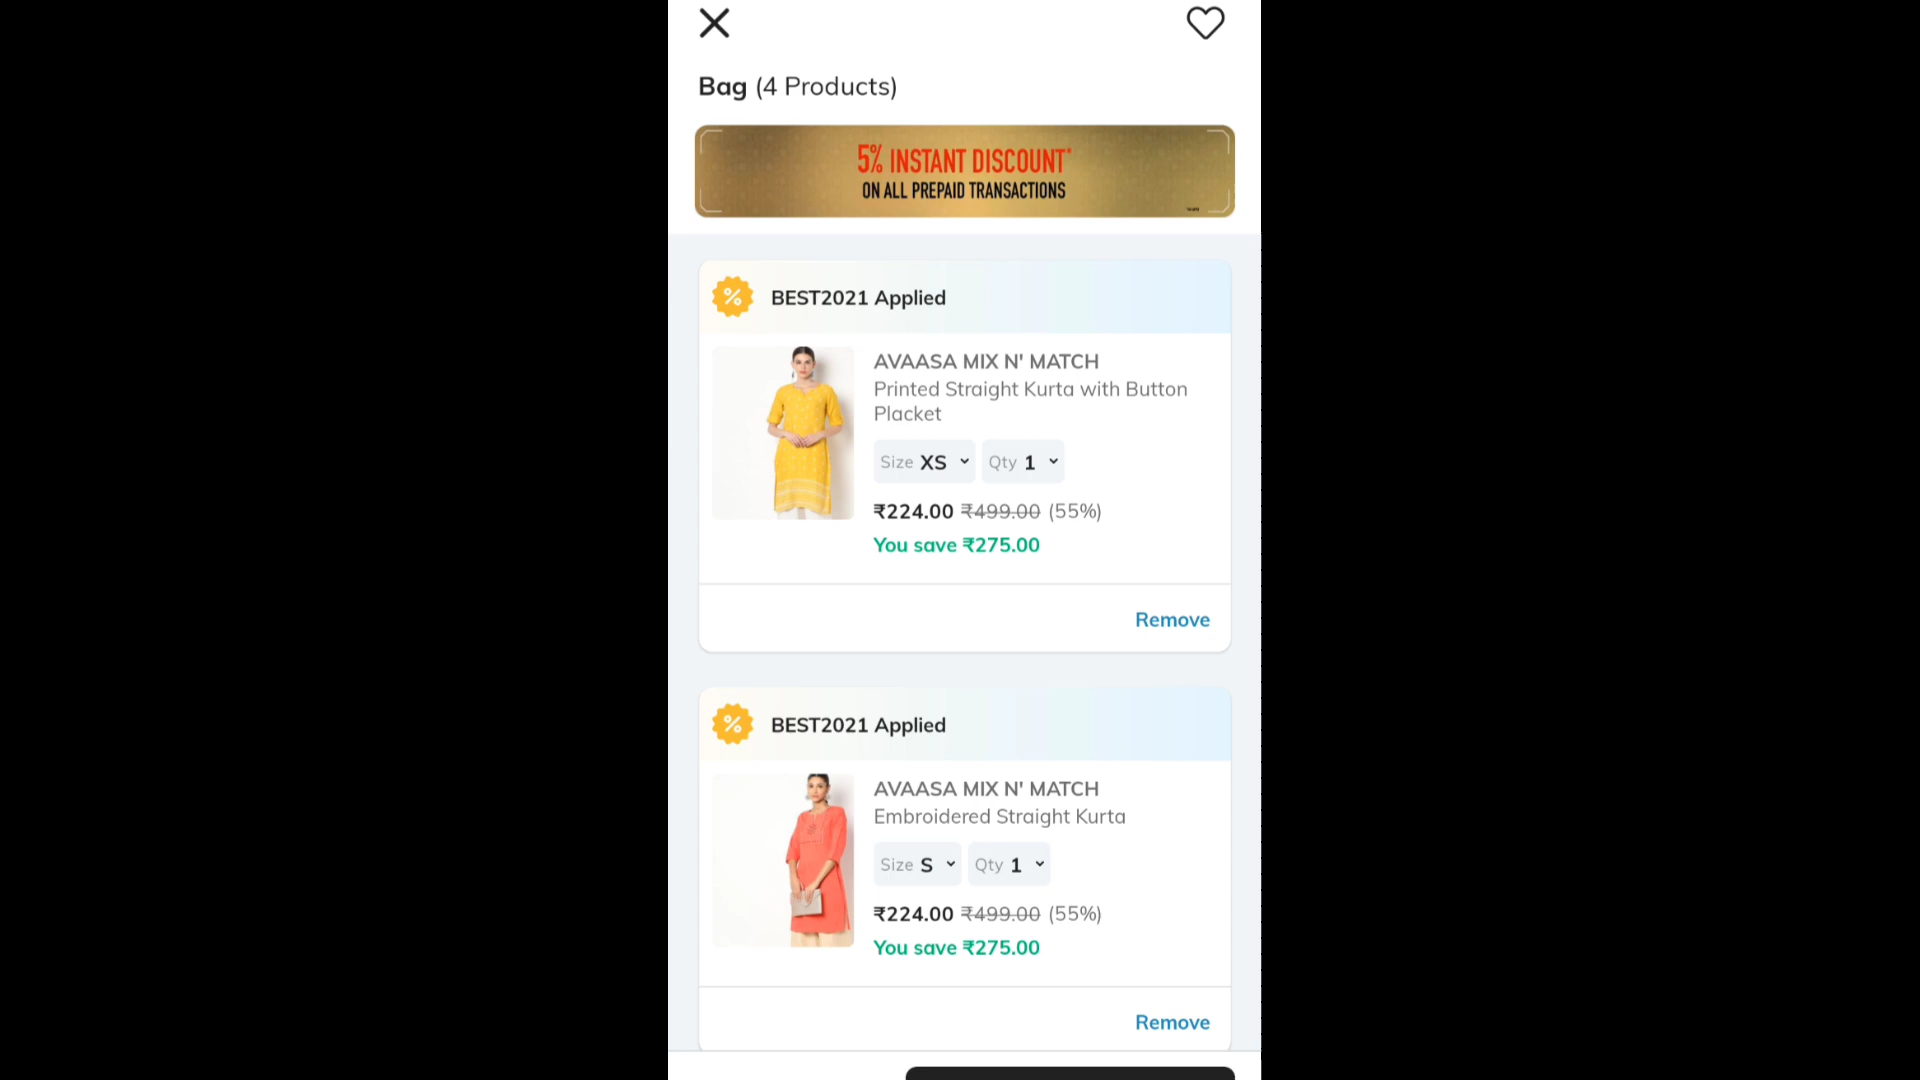 Bag (4 Products)
5% INSTANT DISCOUNT*
ON ALL PREPAID TRANSACTIONS
BEST2021 Applied
AVAASA MIX N' MATCH
Printed Straight Kurta with Button
Placket
Size XS Qty 1
₹224.00 ₹499.00 (55%)
You save ₹275.00
Remove
BEST2021 Applied
AVAASA MIX N' MATCH
Embroidered Straight Kurta
Size S Qty 1
₹224.00 ₹499.00 (55%)
You save ₹275.00
Remove